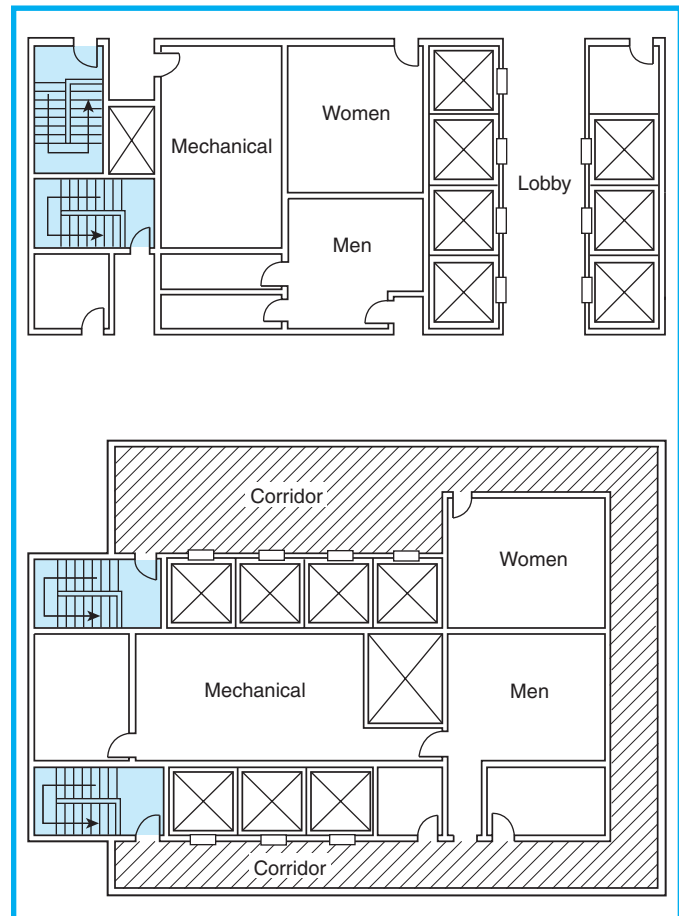 Women
Mechanical
Lobby
Men
Corridor
Women
Mechanical
Men
Corridor